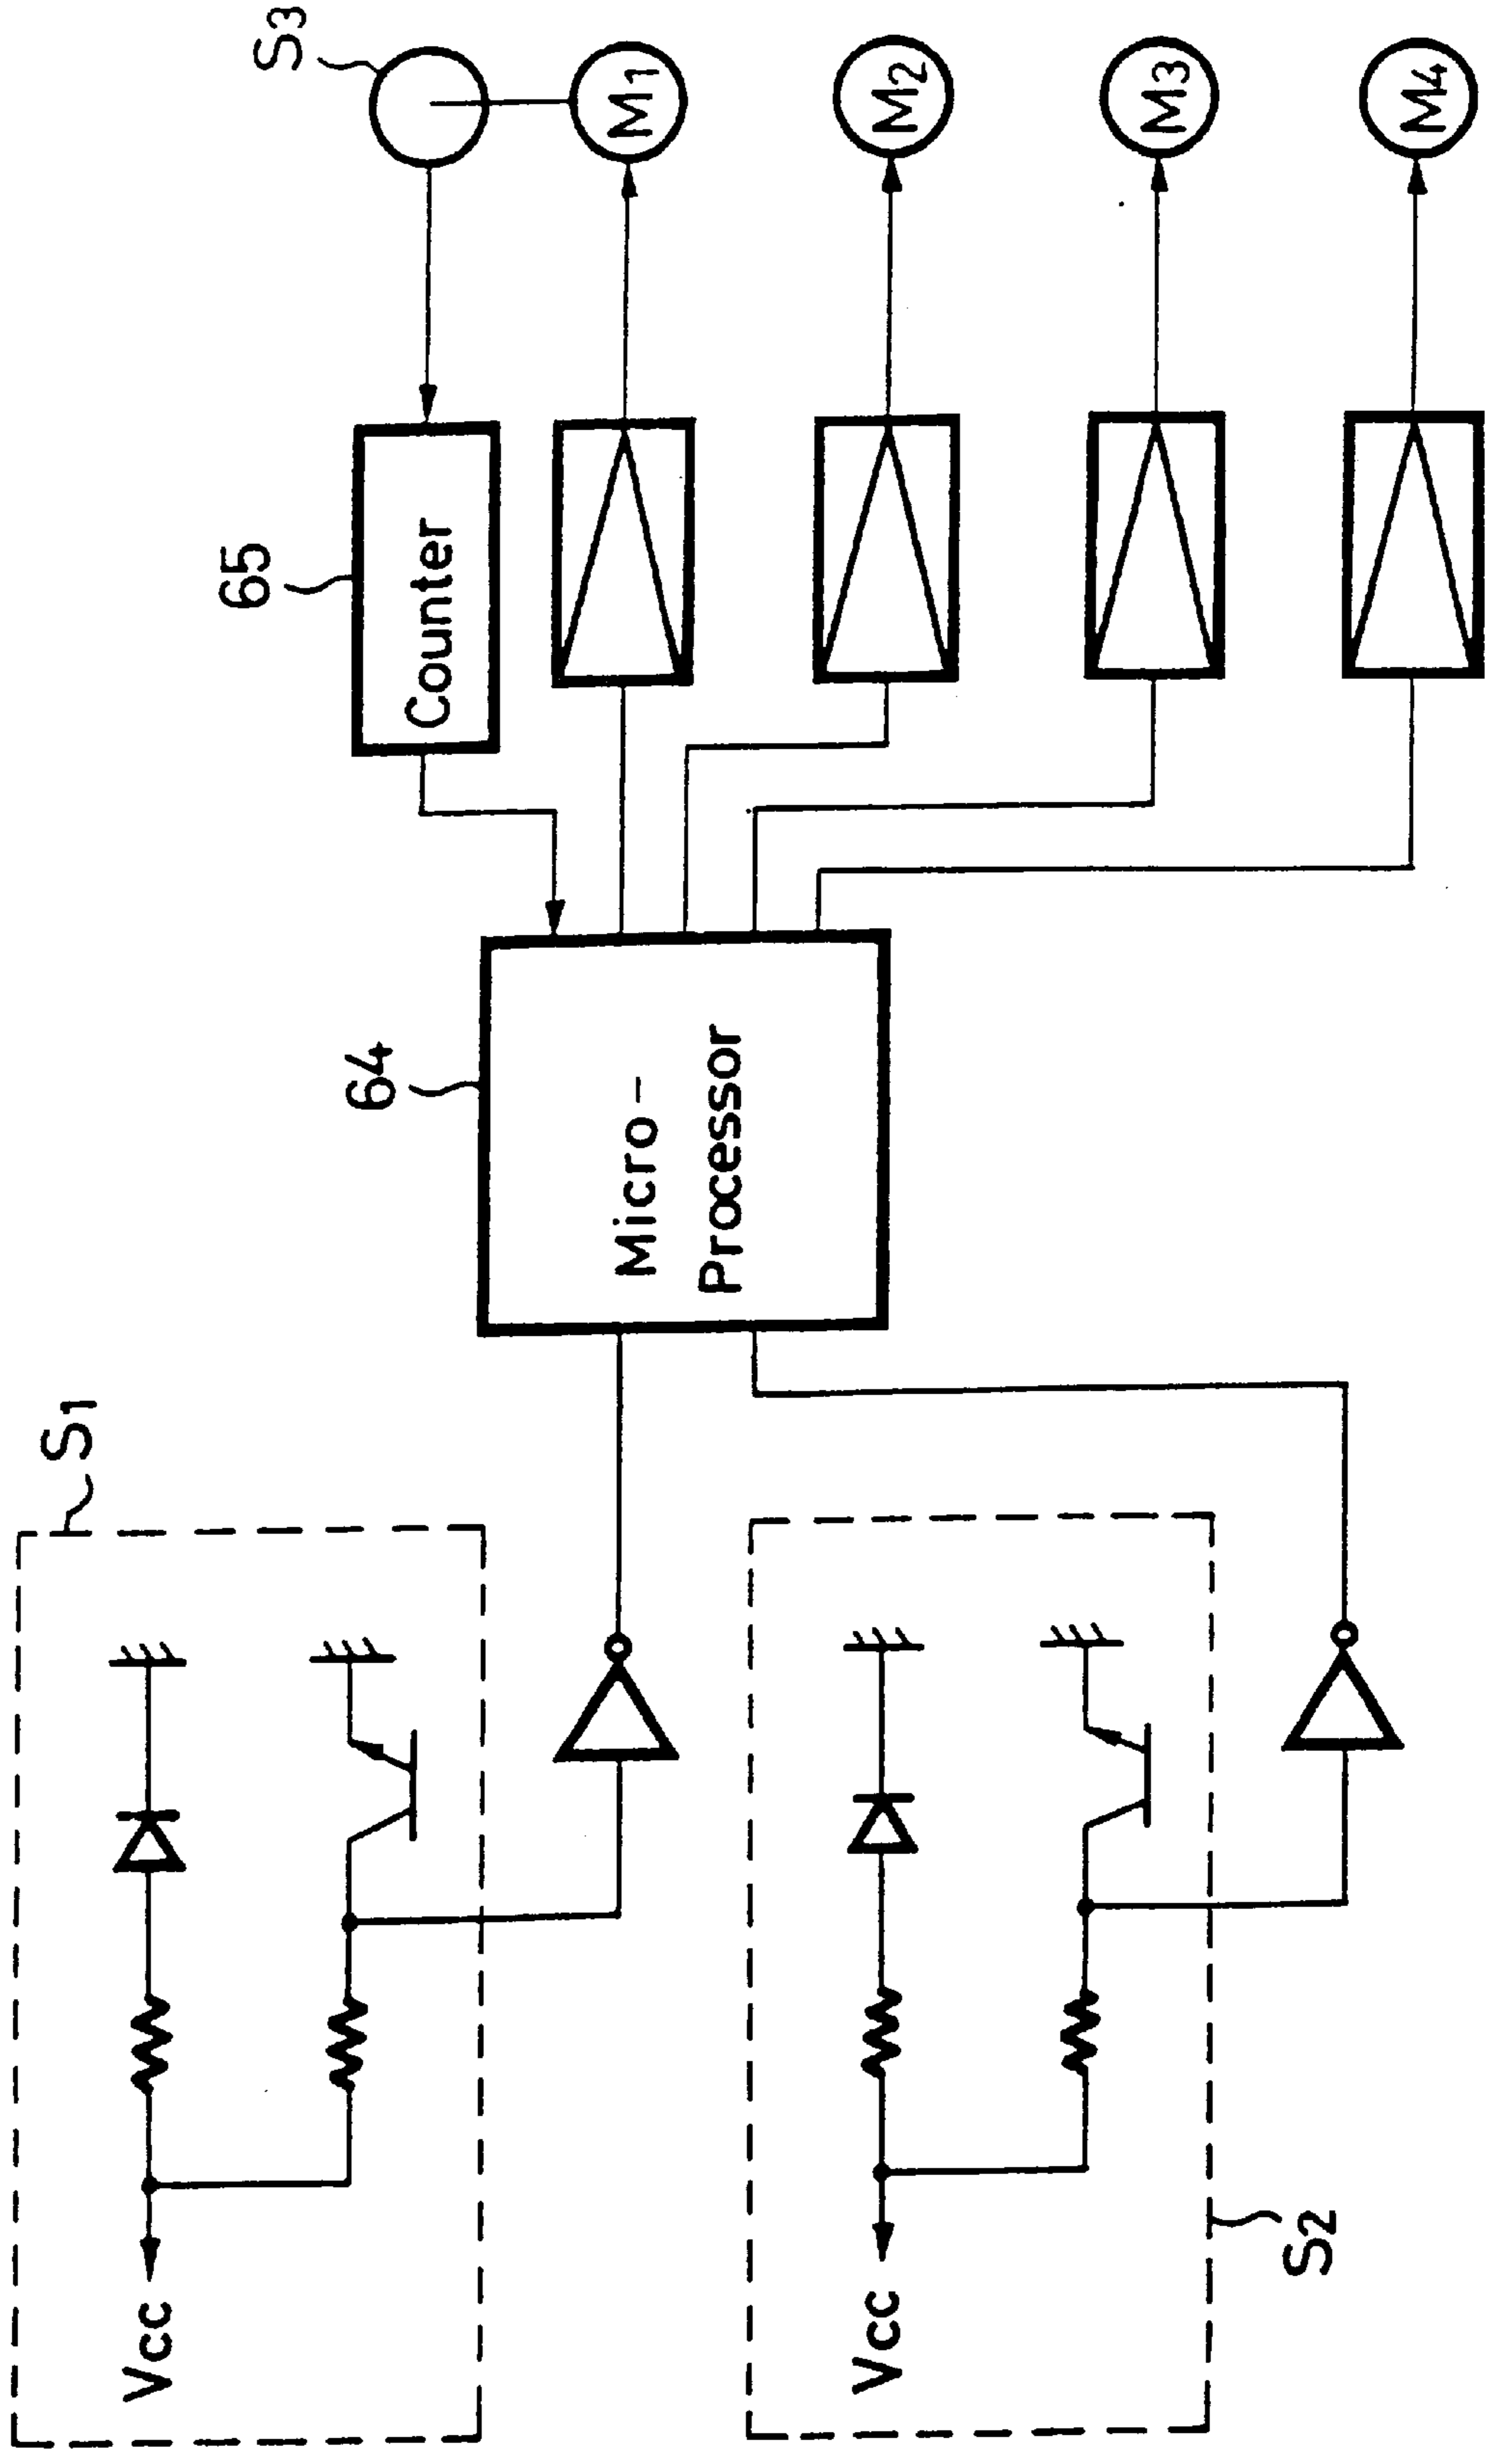 S1
Vcc
S2
Vcc
64
Micro-
Processor
65
Counter
S3
M1
M2
M3
M4